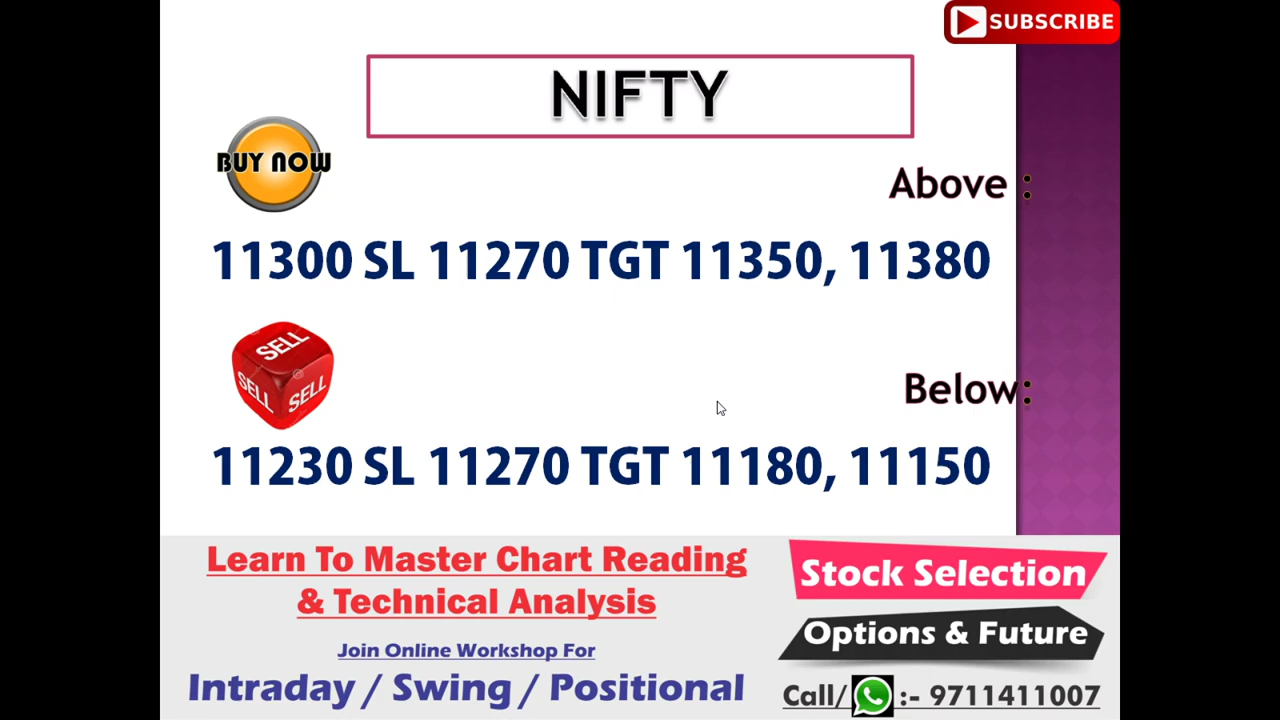 SUBSCRIBE
NIFTY
BUY NOW
Above :
11300 SL 11270 TGT 11350, 11380
SELL
SELL SELL
Below:
11230 SL 11270 TGT 11180, 11150
Learn To Master Chart Reading
& Technical Analysis
Join Online Workshop For
Intraday / Swing / Positional
Stock Selection
Options & Future
Call/ :- 9711411007